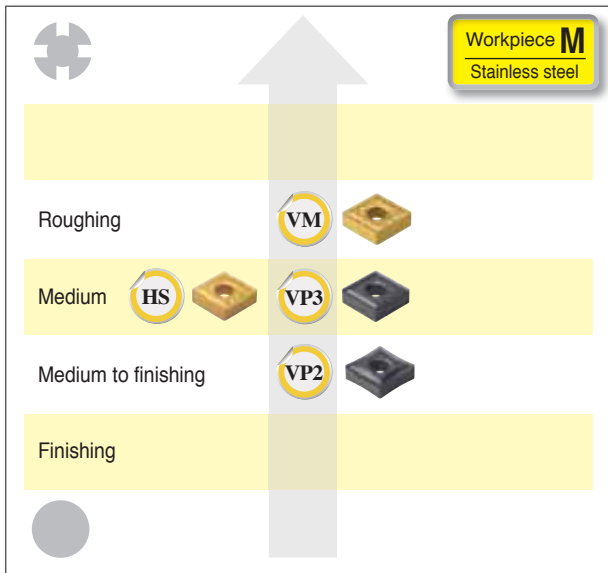 Workpiece M
Stainless steel
Roughing VM
Medium HS VP3
Medium to finishing VP2
Finishing